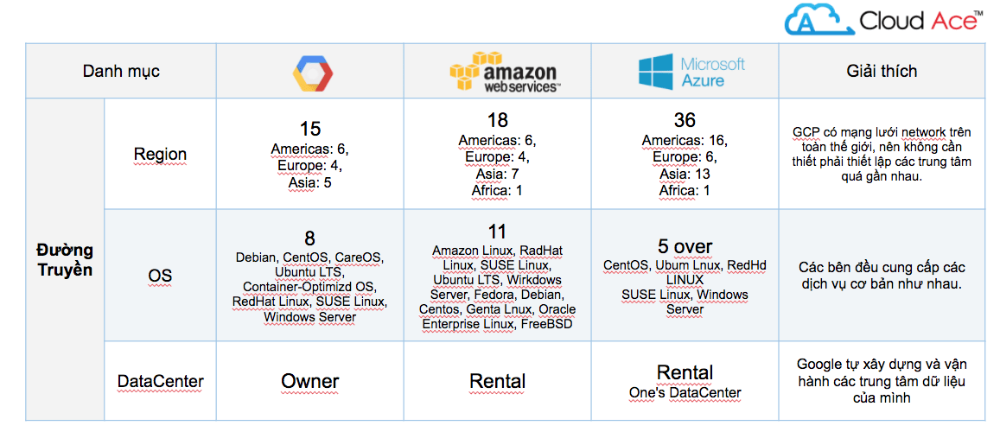 Cloud Ace™
Danh mục
amazon
web services™
Microsoft
Azure
Giải thích
Đường
Truyền
Region
15
Americas: 6,
Europe: 4,
Asia: 5
18
Americas: 6,
Europe: 4,
Asia: 7
Africa: 1
36
Americas: 16,
Europe: 6,
Asia: 13
Africa: 1
GCP có mạng lưới network trên
toàn thế giới, nên không cần
thiết phải thiết lập các trung tâm
quá gần nhau.
OS
8
Debian, CentOS, CareOS,
Ubuntu LTS,
Container-Optimizd OS,
RedHat Linux, SUSE Linux,
Windows Server
11
Amazon Linux, RadHat
Linux, SUSE Linux,
Ubuntu LTS, Wirkdows
Server, Fedora, Debian,
Centos, Genta Lnux, Oracle
Enterprise Linux, FreeBSD
5 over
CentOS, Ubum Lnux, RedHd
LINUX
SUSE Linux, Windows
Server
Các bên đều cung cấp các
dịch vụ cơ bản như nhau.
DataCenter
Owner
Rental
Rental
One's DataCenter
Google tự xây dựng và vận
hành các trung tâm dữ liệu
của mình